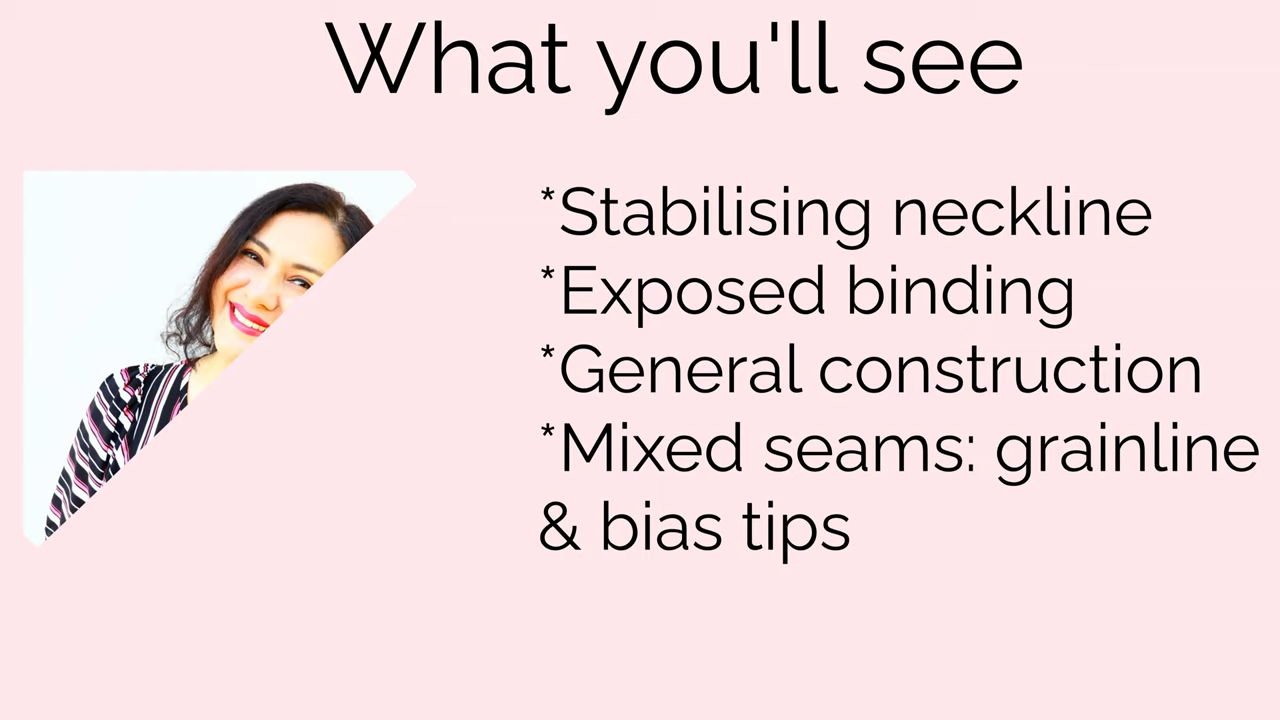 What you'll see
*Stabilising neckline
*Exposed binding
*General construction
*Mixed seams: grainline
& bias tips